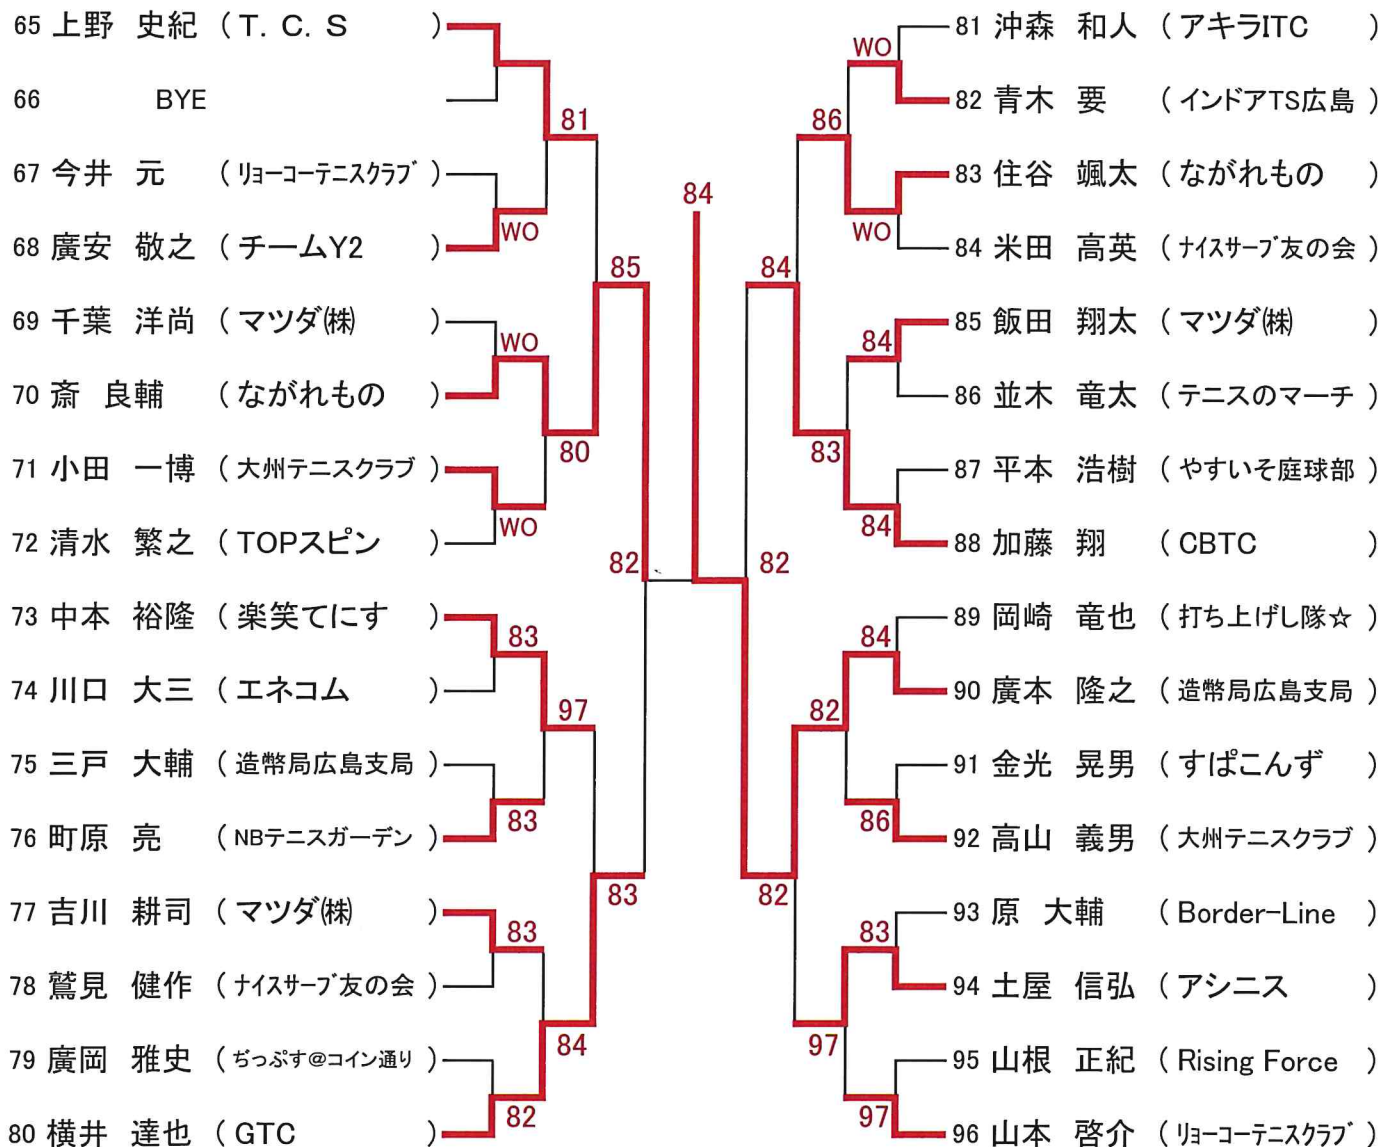 65 上野 史紀 ( T. C. S )
66 BYE
67 今井 元 ( ﾘｮｰｺｰﾃﾆｽｸﾗﾌﾞ )
68 廣安 敬之 ( チームY2 )
69 千葉 洋尚 ( マツダ㈱ )
70 斎 良輔 ( ながれもの )
71 小田 一博 ( 大州テニスクラブ )
72 清水 繁之 ( TOPスピン )
73 中本 裕隆 ( 楽笑てにす )
74 川口 大三 ( エネコム )
75 三戸 大輔 ( 造幣局広島支局 )
76 町原 亮 ( NBテニスガーデン )
77 吉川 耕司 ( マツダ㈱ )
78 鷲見 健作 ( ﾅｲｽｻｰﾌﾞ友の会 )
79 廣岡 雅史 ( ぢっぷす@コイン通り )
80 横井 達也 ( GTC )
WO
WO
WO
83
83
83
82
81
80
97
84
85
83
82
84
82
84
82
86
83
82
97
WO
WO
84
84
84
86
83
97
81 沖森 和人 ( アキラITC )
82 青木 要 ( インドアTS広島 )
83 住谷 颯太 ( ながれもの )
84 米田 高英 ( ﾅｲｽｻｰﾌﾞ友の会 )
85 飯田 翔太 ( マツダ㈱ )
86 並木 竜太 ( テニスのマーチ )
87 平本 浩樹 ( やすいそ庭球部 )
88 加藤 翔 ( CBTC )
89 岡崎 竜也 ( 打ち上げし隊☆ )
90 廣本 隆之 ( 造幣局広島支局 )
91 金光 晃男 ( すぱこんず )
92 高山 義男 ( 大州テニスクラブ )
93 原 大輔 ( Border-Line )
94 土屋 信弘 ( アシニス )
95 山根 正紀 ( Rising Force )
96 山本 啓介 ( ﾘｮｰｺｰﾃﾆｽｸﾗﾌﾞ )